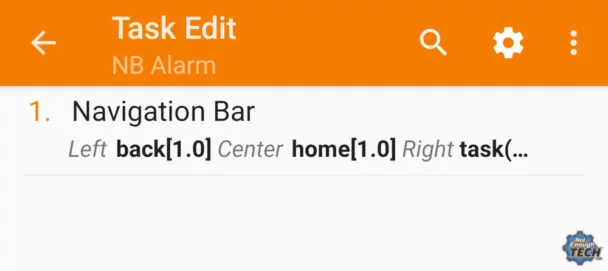 Task Edit
NB Alarm
1. Navigation Bar
Left back[1.0] Center home[1.0] Right task(...
Not
Enough
TECH